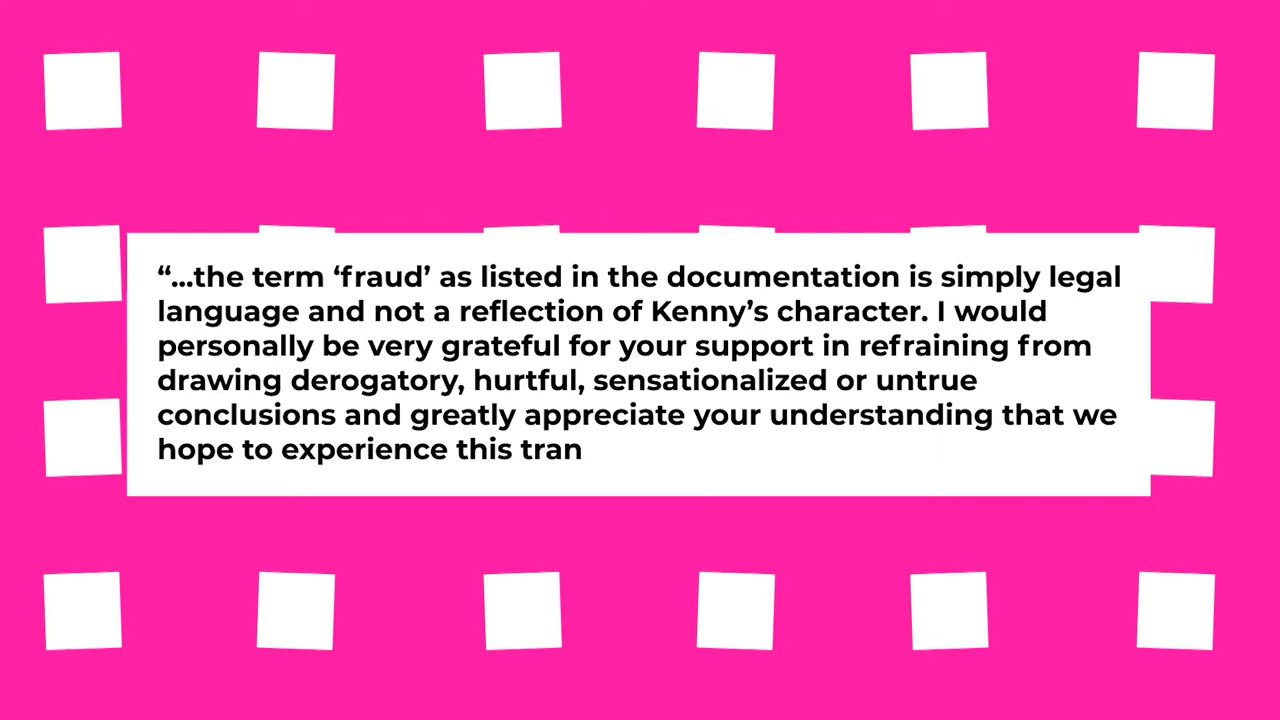 “...the term ‘fraud’ as listed in the documentation is simply legal
language and not a reflection of Kenny’s character. I would
personally be very grateful for your support in refraining from
drawing derogatory, hurtful, sensationalized or untrue
conclusions and greatly appreciate your understanding that we
hope to experience this tran